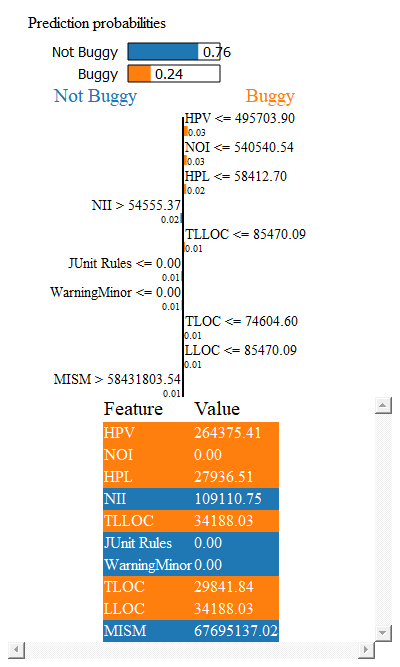 Prediction probabilities
Not Buggy 0.76
Buggy 0.24
Not Buggy Buggy
HPV <= 495703.90
0.03
NOI <= 540540.54
0.03
HPL <= 58412.70
0.02
NII > 54555.37
0.02
TLLOC <= 85470.09
0.01
JUnit Rules <= 0.00
0.01
WarningMinor <= 0.00
0.01
TLOC <= 74604.60
0.01
LLOC <= 85470.09
0.01
MISM > 58431803.54
0.01
Feature Value
HPV 264375.41
NOI 0.00
HPL 27936.51
NII 109110.75
TLLOC 34188.03
JUnit Rules 0.00
WarningMinor 0.00
TLOC 29841.84
LLOC 34188.03
MISM 67695137.02